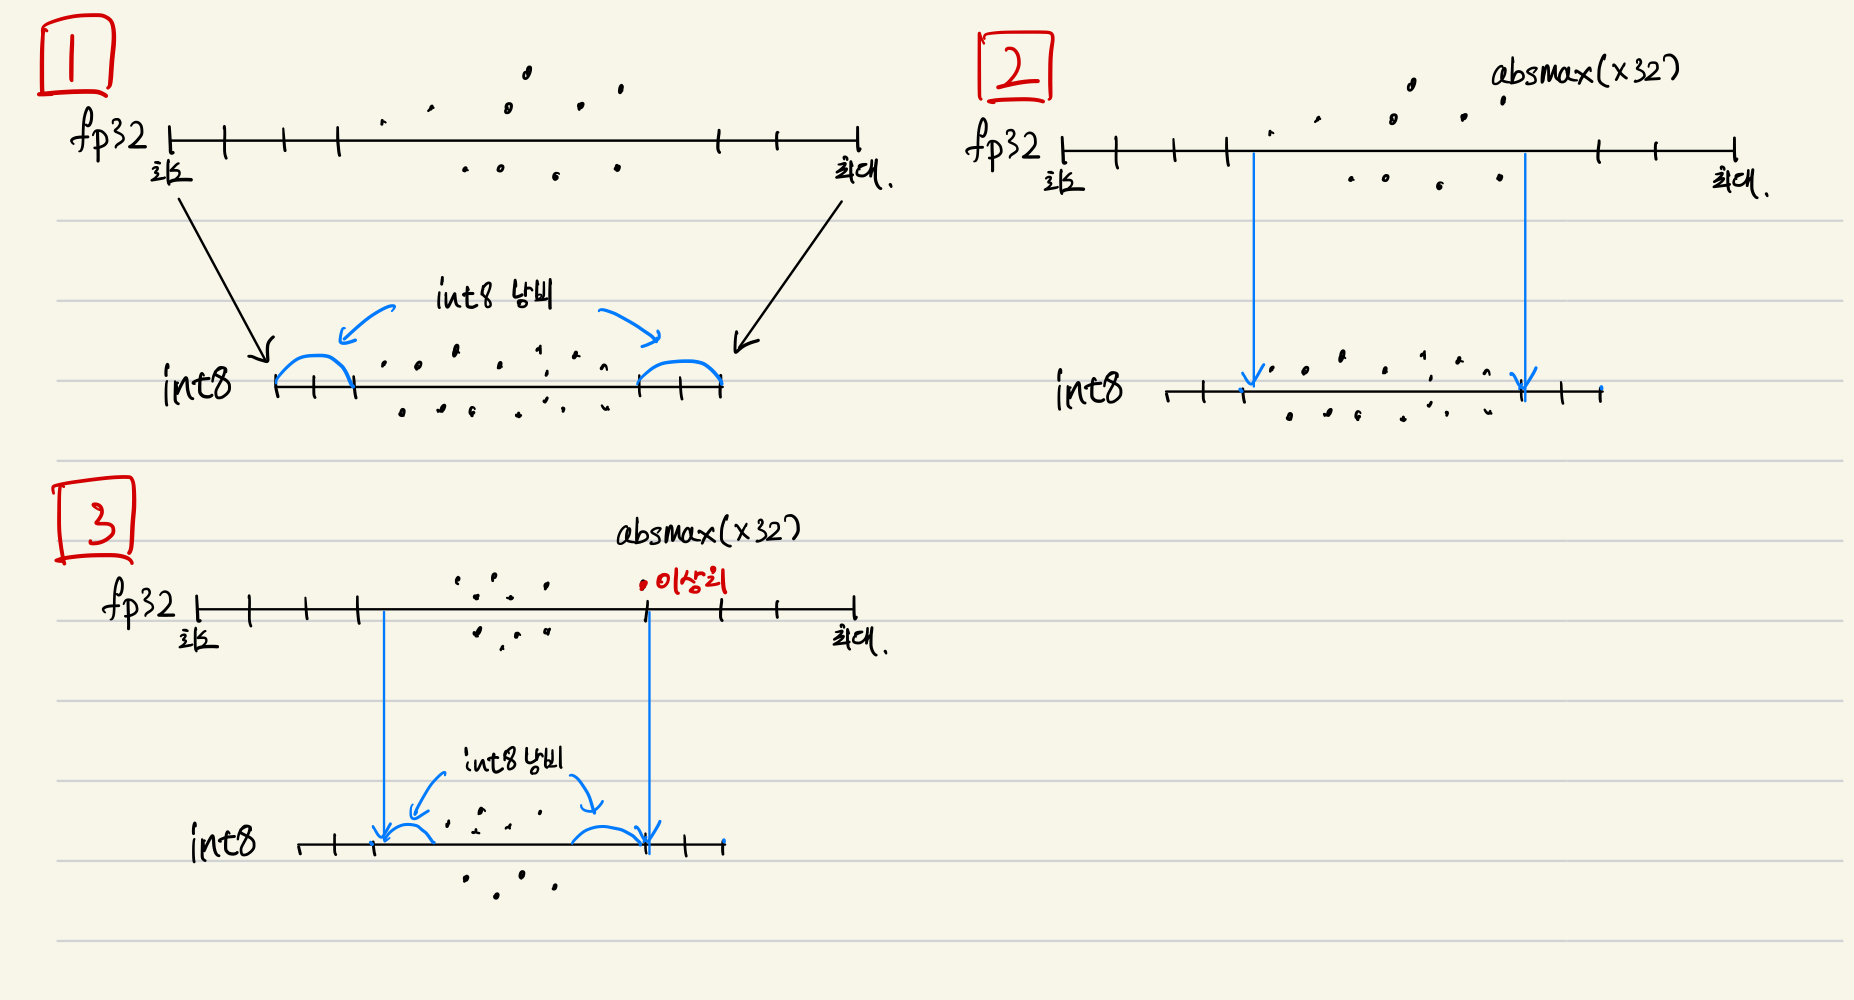 1
fp32
최소
최대.
int8 낭비
int8
2
absmax(x32)
fp32
최소
최대.
int8
3
absmax(x32)
이상치
fp32
최소
최대.
int8 낭비
int8